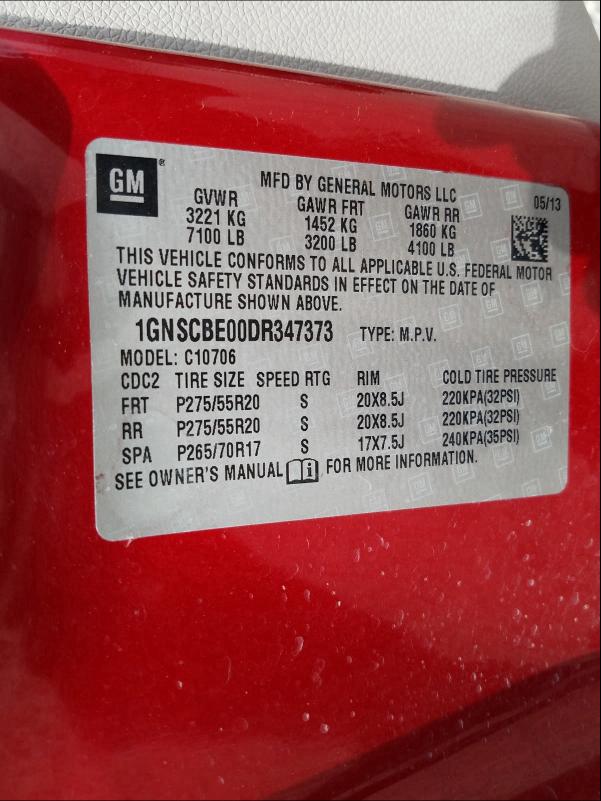 GM®
MFD BY GENERAL MOTORS LLC
05/13
GVWR GAWR FRT GAWR RR
3221 KG 1452 KG 1860 KG
7100 LB 3200 LB 4100 LB
THIS VEHICLE CONFORMS TO ALL APPLICABLE U.S. FEDERAL MOTOR
VEHICLE SAFETY STANDARDS IN EFFECT ON THE DATE OF
MANUFACTURE SHOWN ABOVE.
1GNSCBE00DR347373 TYPE: M.P.V.
MODEL: C10706
CDC2 TIRE SIZE SPEED RTG RIM COLD TIRE PRESSURE
FRT P275/55R20 S 20X8.5J 220KPA(32PSI)
RR P275/55R20 S 20X8.5J 220KPA(32PSI)
SPA P265/70R17 S 17X7.5J 240KPA(35PSI)
SEE OWNER'S MANUAL i FOR MORE INFORMATION.